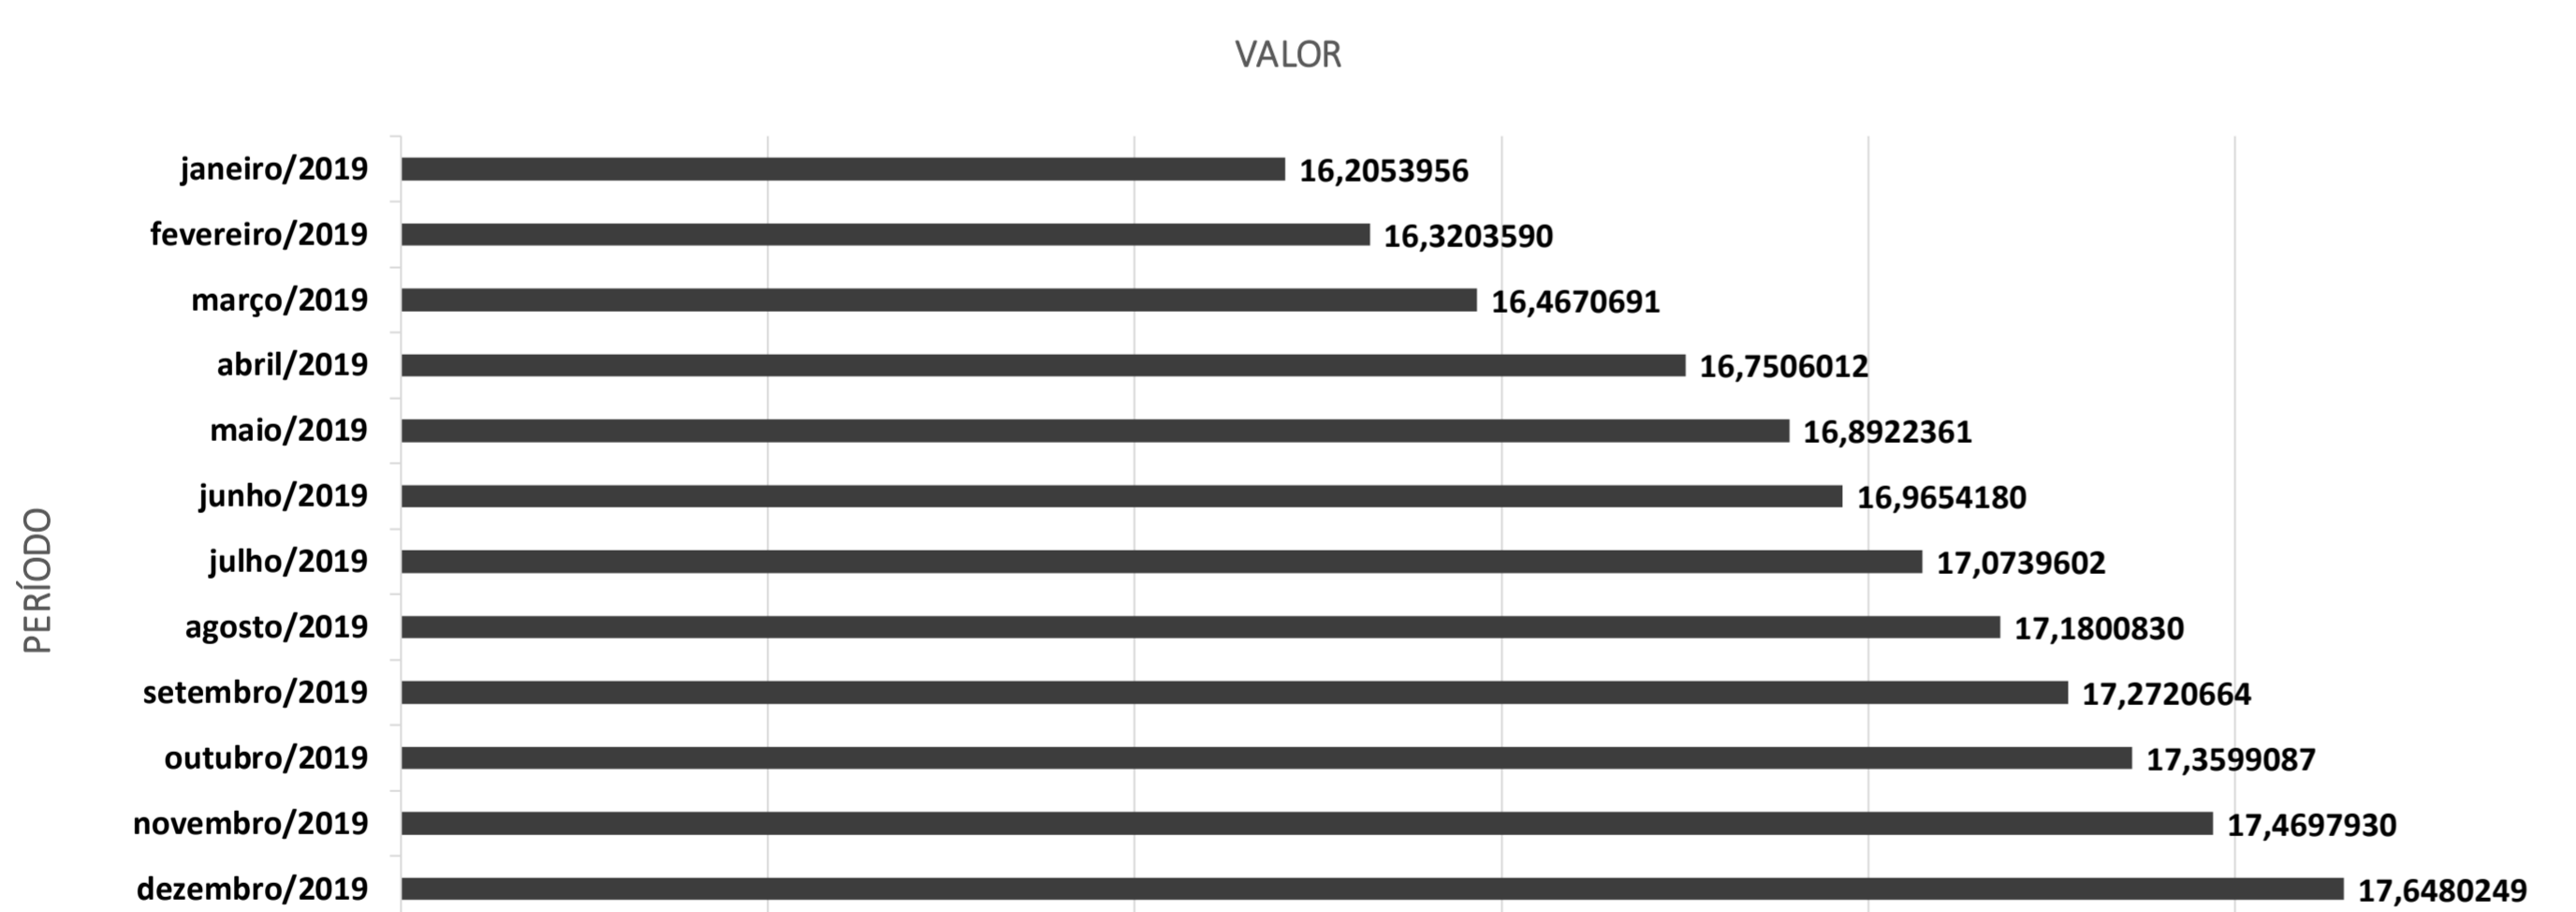 VALOR
PERÍODO
janeiro/2019 16,2053956
fevereiro/2019 16,3203590
março/2019 16,4670691
abril/2019 16,7506012
maio/2019 16,8922361
junho/2019 16,9654180
julho/2019 17,0739602
agosto/2019 17,1800830
setembro/2019 17,2720664
outubro/2019 17,3599087
novembro/2019 17,4697930
dezembro/2019 17,6480249